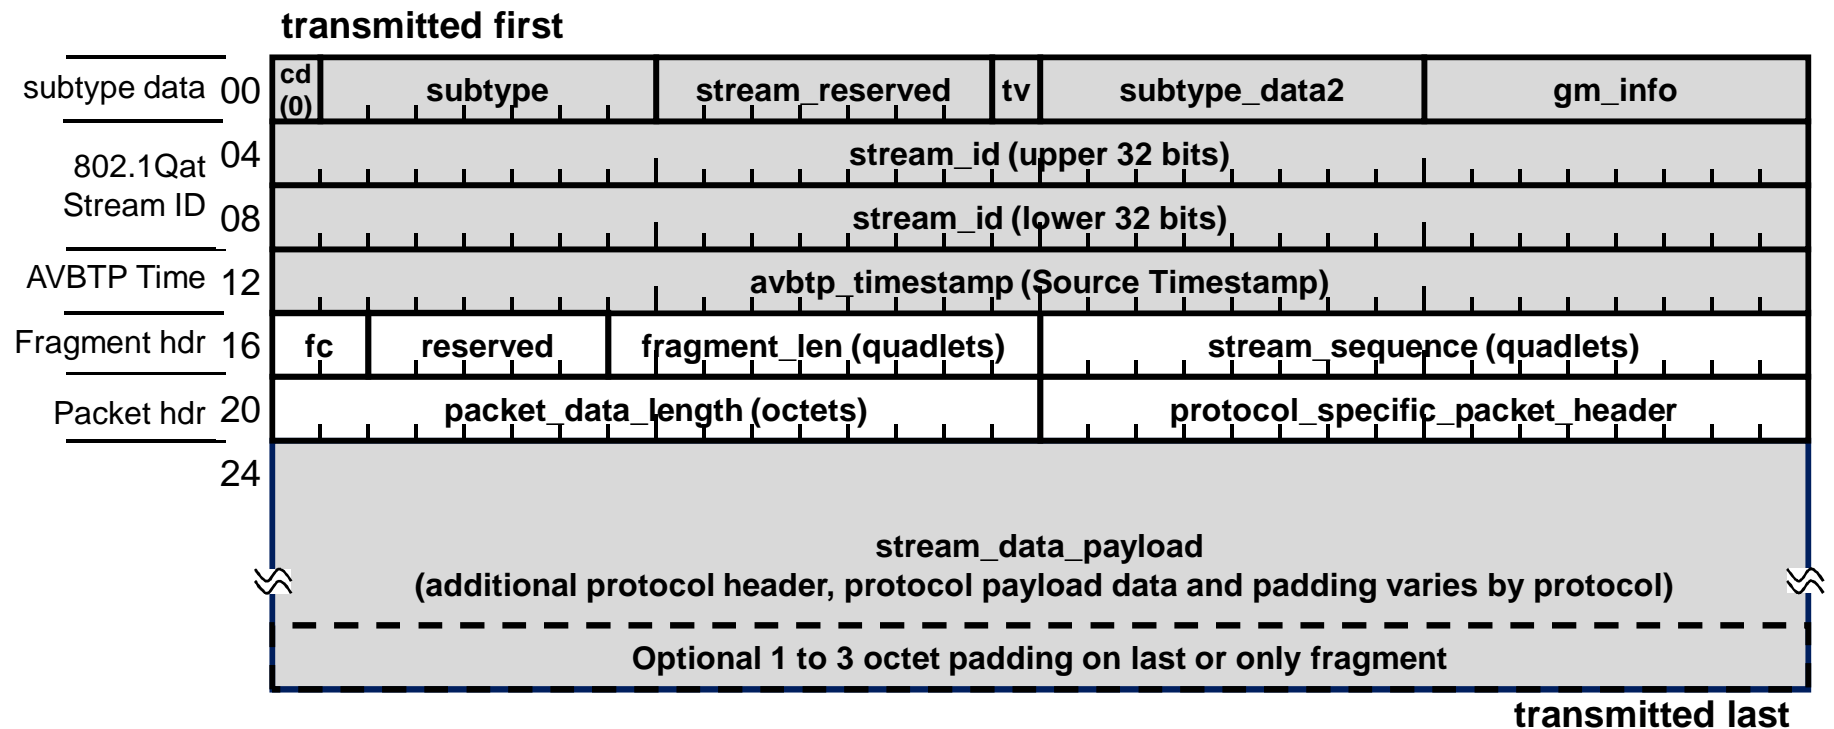 transmitted first
subtype data 00 cd (0) subtype stream_reserved tv subtype_data2 gm_info
802.1Qat
Stream ID
04 stream_id (upper 32 bits)
08 stream_id (lower 32 bits)
AVBTP Time 12 avbtp_timestamp (Source Timestamp)
Fragment hdr 16 fc reserved fragment_len (quadlets) stream_sequence (quadlets)
Packet hdr 20 packet_data_length (octets) protocol_specific_packet_header
24
stream_data_payload
(additional protocol header, protocol payload data and padding varies by protocol)
Optional 1 to 3 octet padding on last or only fragment
transmitted last